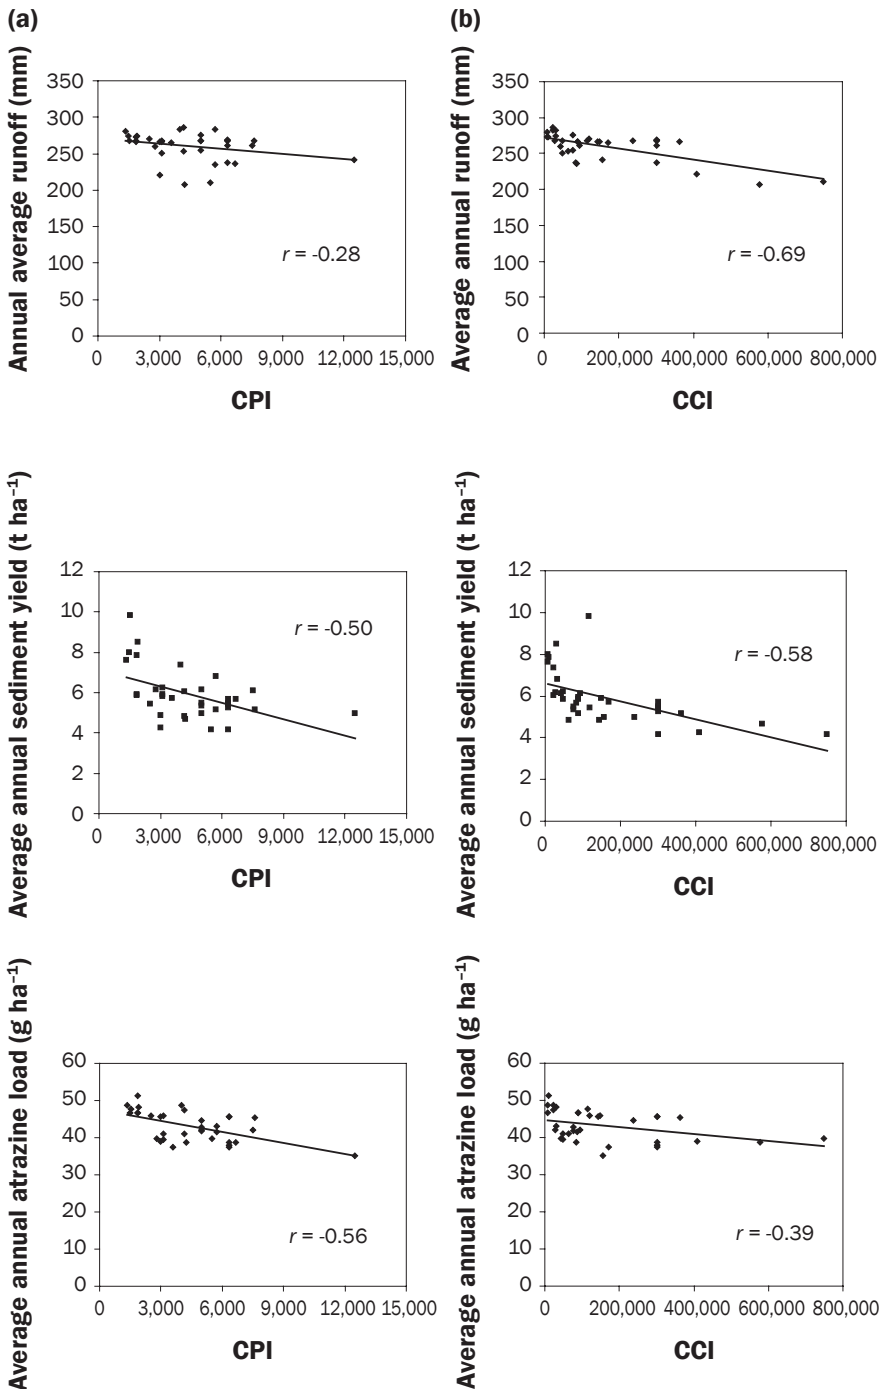 (a)
Annual average runoff (mm)
350
300
250
200
150
100
50
0
r = -0.28
0 3,000 6,000 9,000 12,000 15,000
CPI
(b)
Average annual runoff (mm)
350
300
250
200
150
100
50
0
r = -0.69
0 200,000 400,000 600,000 800,000
CCI
Average annual sediment yield (t ha⁻¹)
12
10
8
6
4
2
0
r = -0.50
0 3,000 6,000 9,000 12,000 15,000
CPI
Average annual sediment yield (t ha⁻¹)
12
10
8
6
4
2
0
r = -0.58
0 200,000 400,000 600,000 800,000
CCI
Average annual atrazine load (g ha⁻¹)
60
50
40
30
20
10
0
r = -0.56
0 3,000 6,000 9,000 12,000 15,000
CPI
Average annual atrazine load (g ha⁻¹)
60
50
40
30
20
10
0
r = -0.39
0 200,000 400,000 600,000 800,000
CCI